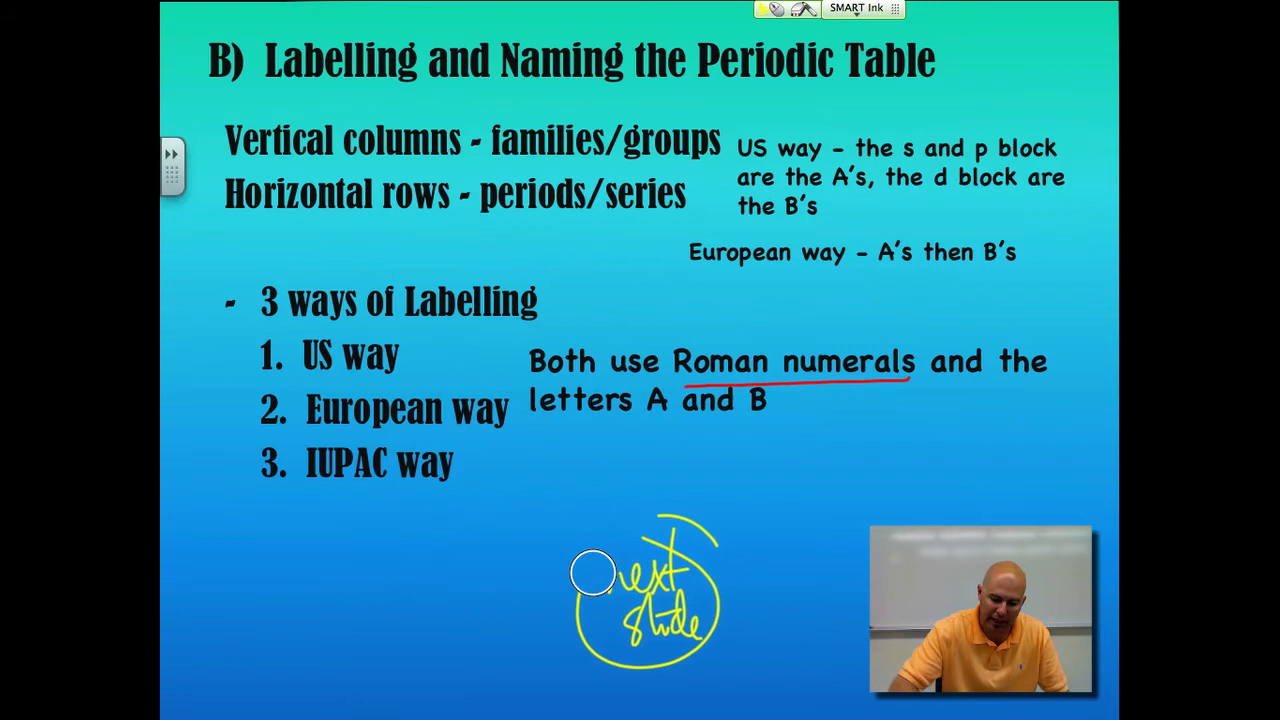 SMART Ink
B) Labelling and Naming the Periodic Table
Vertical columns - families/groups
Horizontal rows - periods/series
US way - the s and p block
are the A's, the d block are
the B's
European way - A's then B's
- 3 ways of Labelling
1. US way
2. European way
3. IUPAC way
Both use Roman numerals and the
letters A and B
next
slide